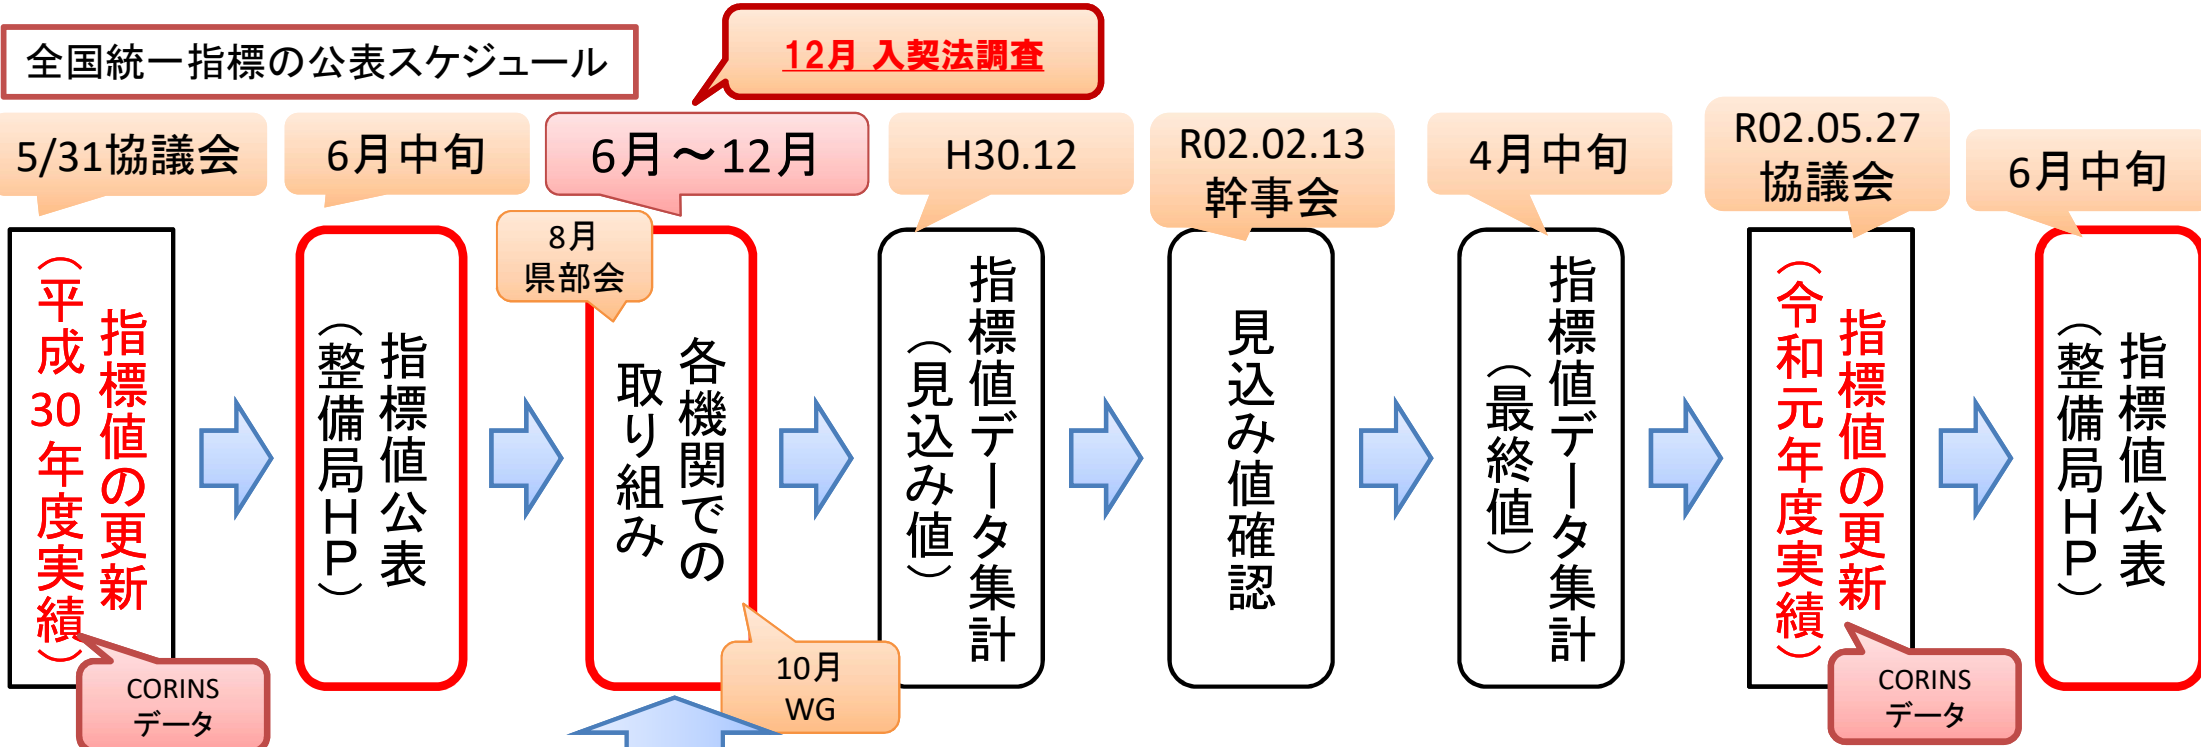 全国統一指標の公表スケジュール
12月 入契法調査
5/31協議会
6月中旬
6月～12月
H30.12
R02.02.13
幹事会
4月中旬
R02.05.27
協議会
6月中旬
指標値の更新
（平成30年度実績）
CORINS
データ
指標値公表
（整備局ＨＰ）
8月
県部会
各機関での
取り組み
10月
WG
指標値データ集計
（見込み値）
見込み値確認
指標値データ集計
（最終値）
指標値の更新
（令和元年度実績）
CORINS
データ
指標値公表
（整備局ＨＰ）